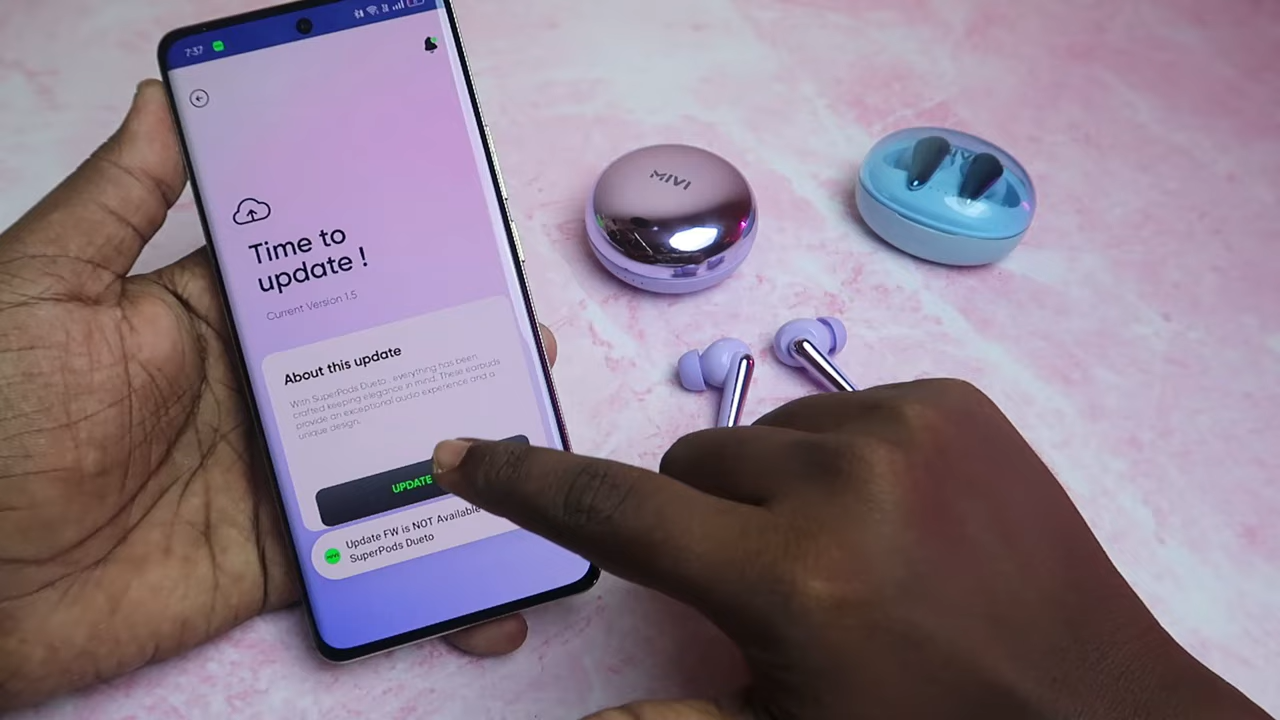 7:37
Time to
update !
Current Version 1.5
About this update
With SuperPods Dueto , everything has been
crafted keeping elegance in mind. These earbuds
provide an exceptional audio experience and a
unique design.
UPDATE
Update FW is NOT Available
SuperPods Dueto
MIVI